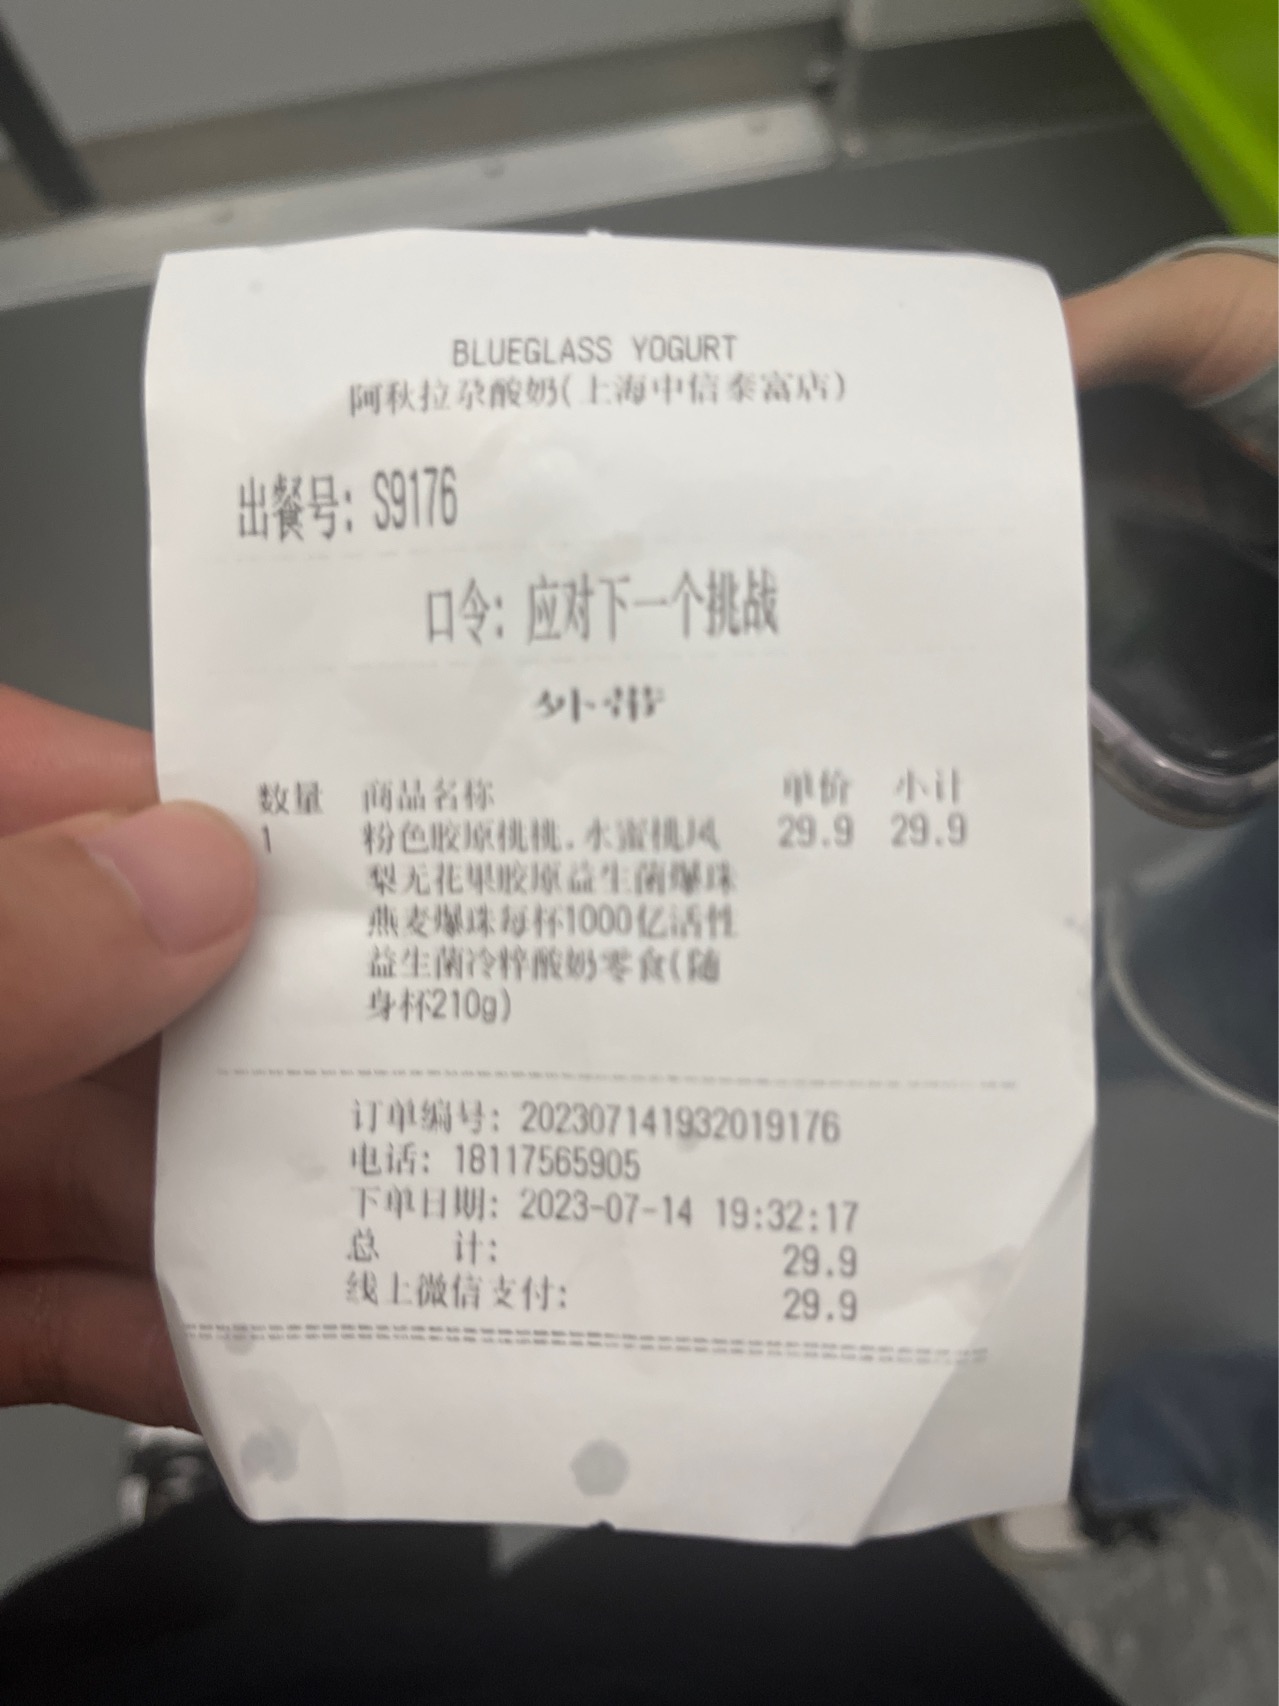 BLUEGLASS YOGURT
阿秋拉尕酸奶(上海中信泰富店)
出餐号: S9176
口令: 应对下一个挑战
外带
数量 商品名称 单价 小计
1 粉色胶原桃桃.水蜜桃凤 29.9 29.9
梨无花果胶原益生菌爆珠
燕麦爆珠每杯1000亿活性
益生菌冷粹酸奶零食(随
身杯210g)
订单编号: 202307141932019176
电话: 18117565905
下单日期: 2023-07-14 19:32:17
总 计: 29.9
线上微信支付: 29.9